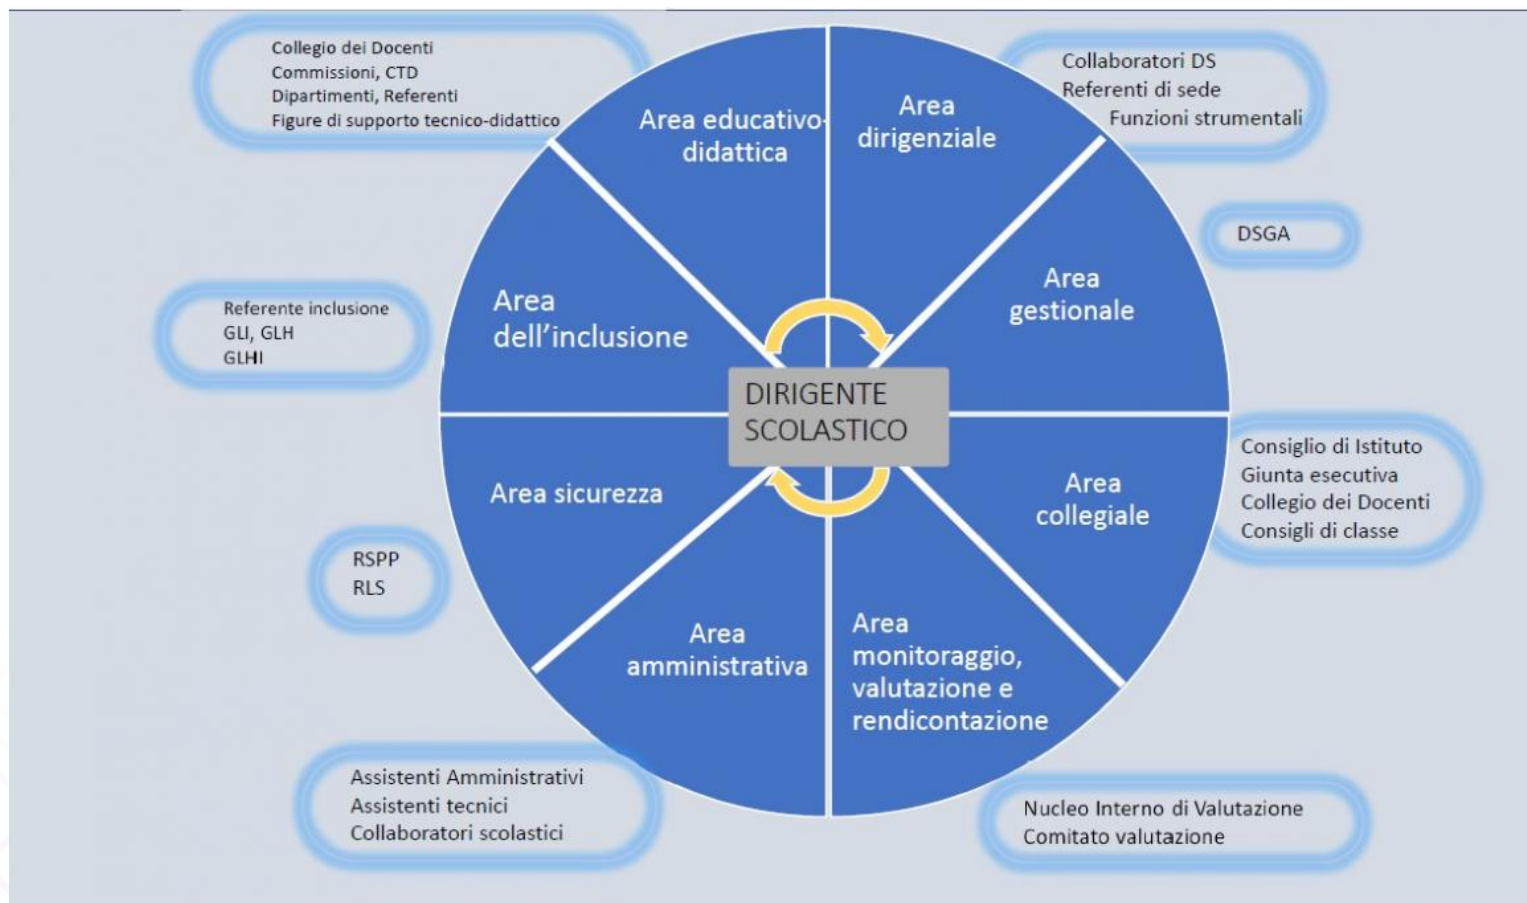 Collegio dei Docenti
Commissioni, CTD
Dipartimenti, Referenti
Figure di supporto tecnico-didattico
Area educativo-
didattica
Area
dirigenziale
Collaboratori DS
Referenti di sede
Funzioni strumentali
DSGA
Area
gestionale
Area
dell'inclusione
Referente inclusione
GLI, GLH
GLHI
DIRIGENTE
SCOLASTICO
Area sicurezza
RSPP
RLS
Area
collegiale
Consiglio di Istituto
Giunta esecutiva
Collegio dei Docenti
Consigli di classe
Area
amministrativa
Area
monitoraggio,
valutazione e
rendicontazione
Assistenti Amministrativi
Assistenti tecnici
Collaboratori scolastici
Nucleo Interno di Valutazione
Comitato valutazione